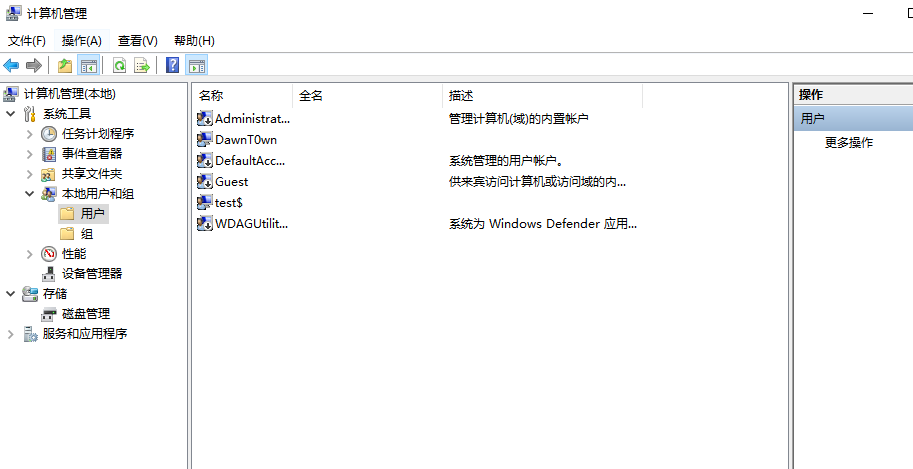 计算机管理
文件(F) 操作(A) 查看(V) 帮助(H)
计算机管理(本地)
系统工具
任务计划程序
事件查看器
共享文件夹
本地用户和组
用户
组
性能
设备管理器
存储
磁盘管理
服务和应用程序
名称 全名 描述
Administrat... 管理计算机(域)的内置帐户
DawnT0wn
DefaultAcc... 系统管理的用户帐户。
Guest 供来宾访问计算机或访问域的内...
test$
WDAGUtilit... 系统为 Windows Defender 应用...
操作
用户
更多操作